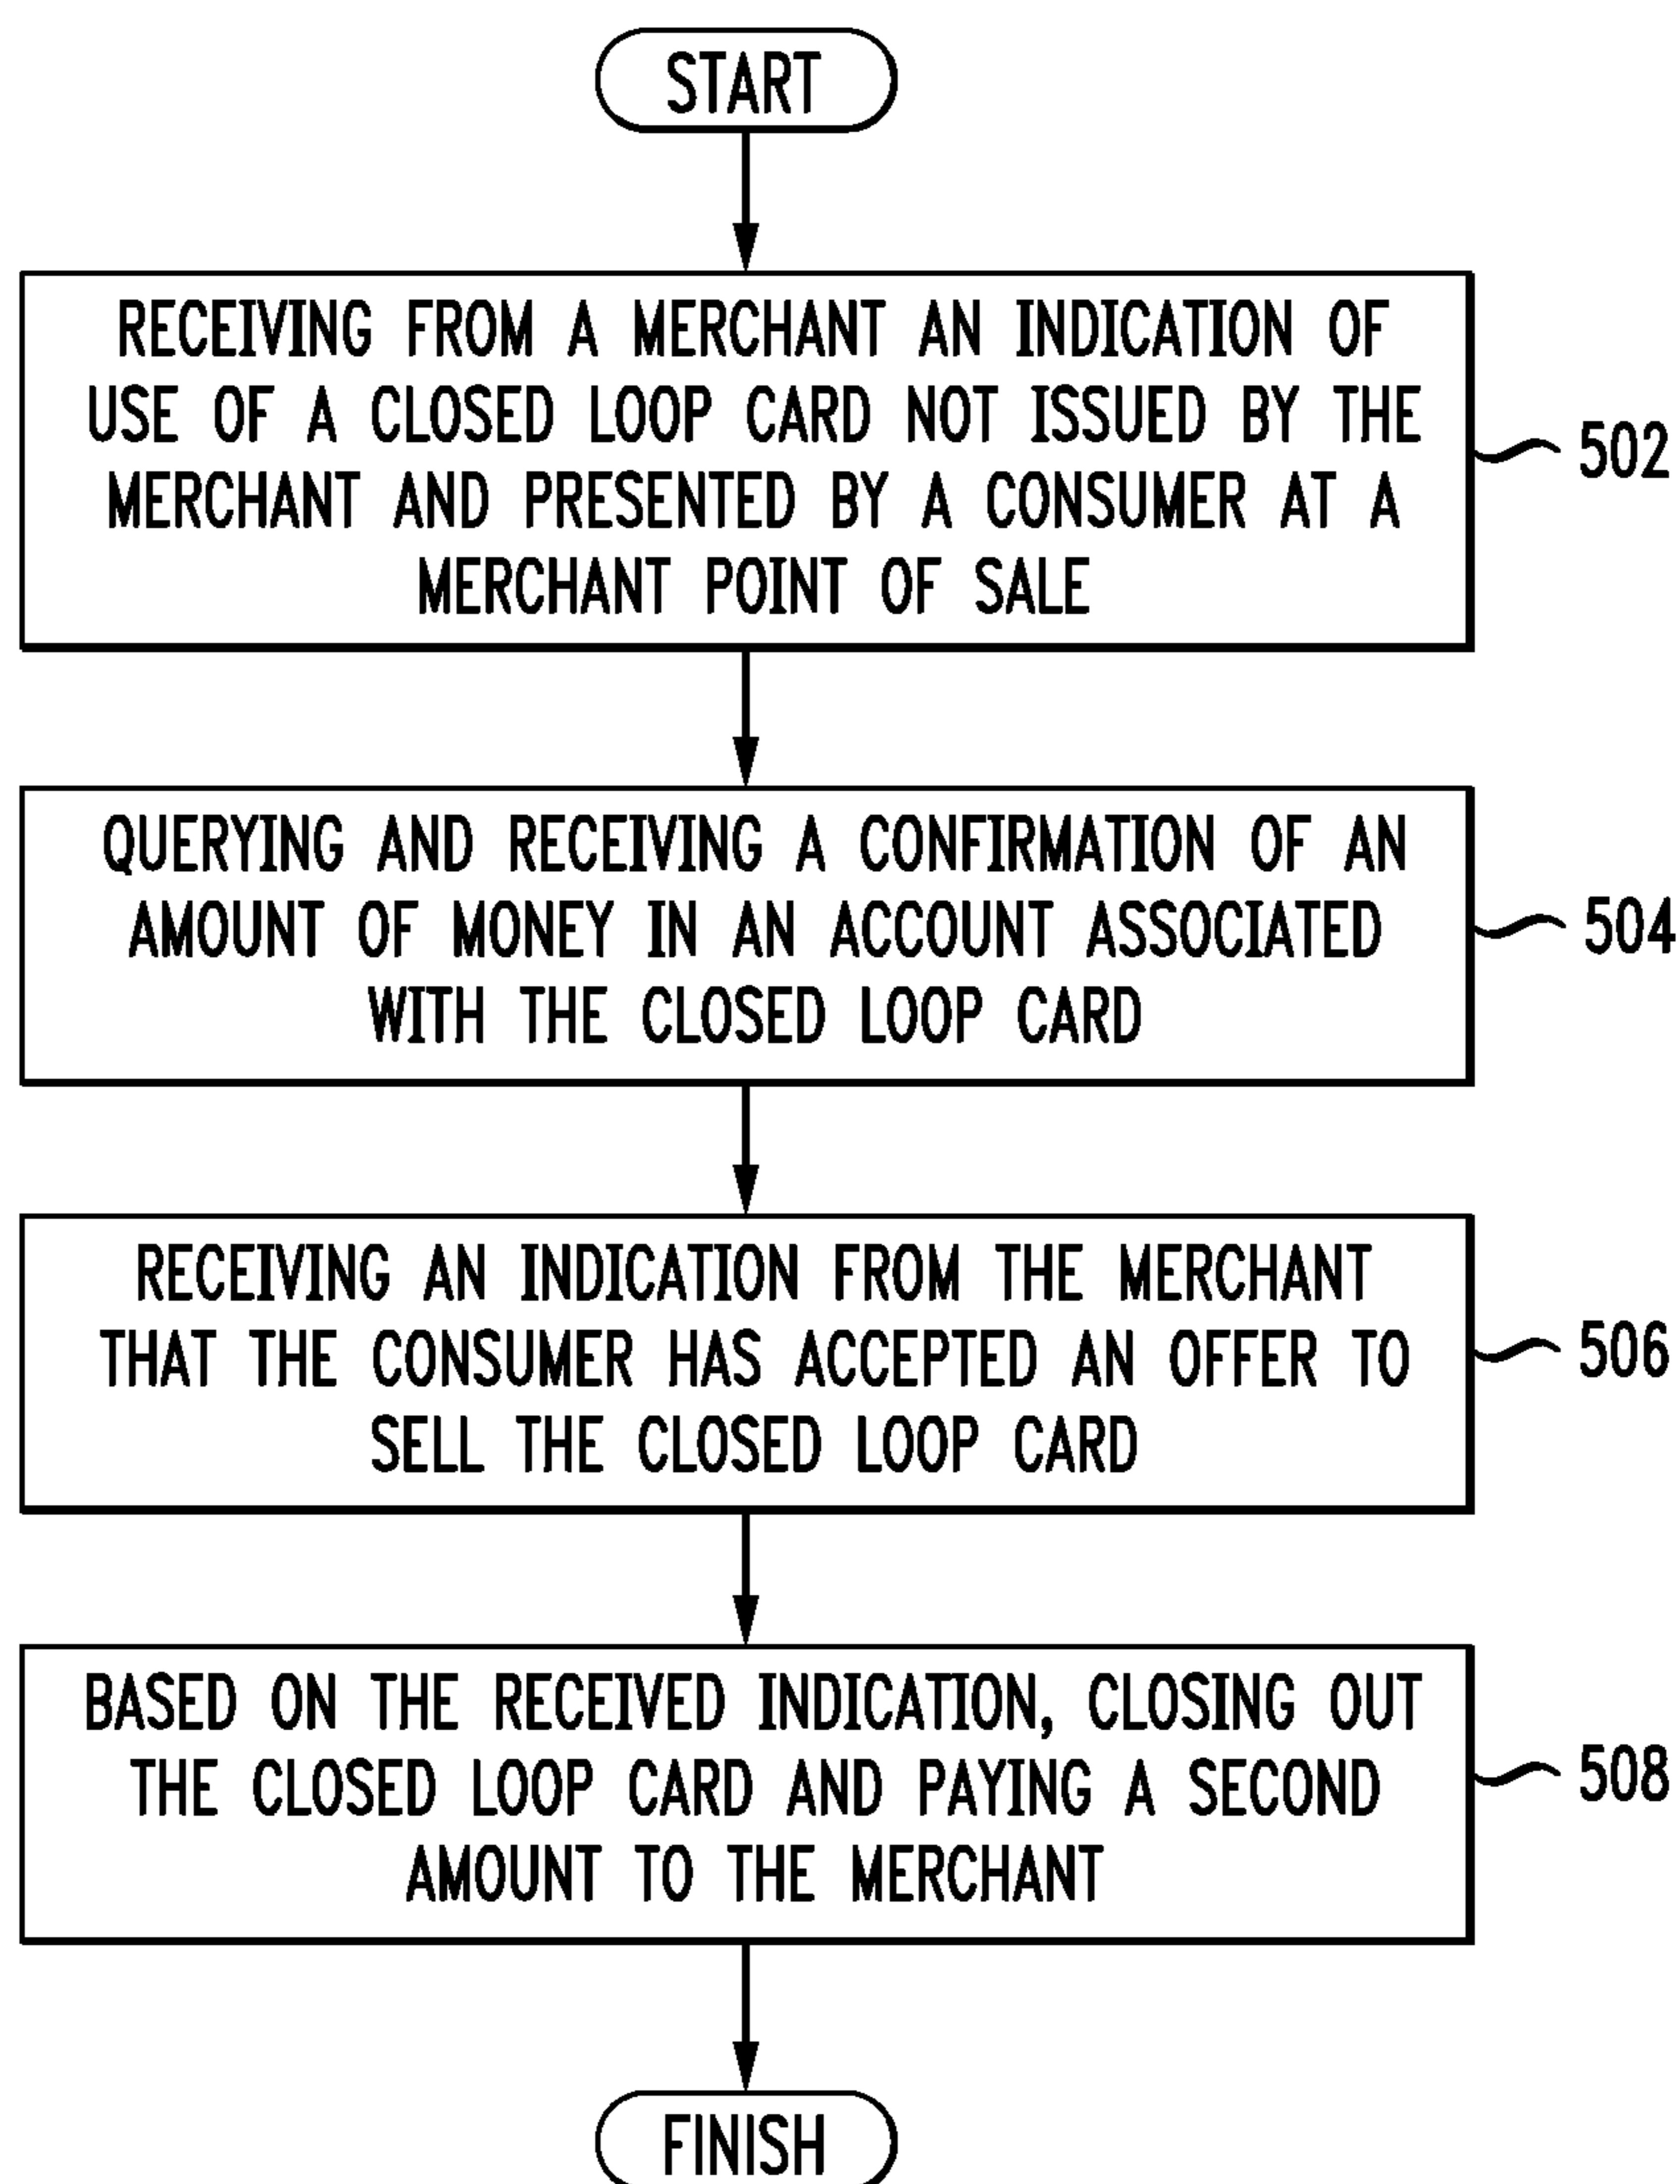 START
RECEIVING FROM A MERCHANT AN INDICATION OF
USE OF A CLOSED LOOP CARD NOT ISSUED BY THE
MERCHANT AND PRESENTED BY A CONSUMER AT A
MERCHANT POINT OF SALE
502
QUERYING AND RECEIVING A CONFIRMATION OF AN
AMOUNT OF MONEY IN AN ACCOUNT ASSOCIATED
WITH THE CLOSED LOOP CARD
504
RECEIVING AN INDICATION FROM THE MERCHANT
THAT THE CONSUMER HAS ACCEPTED AN OFFER TO
SELL THE CLOSED LOOP CARD
506
BASED ON THE RECEIVED INDICATION, CLOSING OUT
THE CLOSED LOOP CARD AND PAYING A SECOND
AMOUNT TO THE MERCHANT
508
FINISH